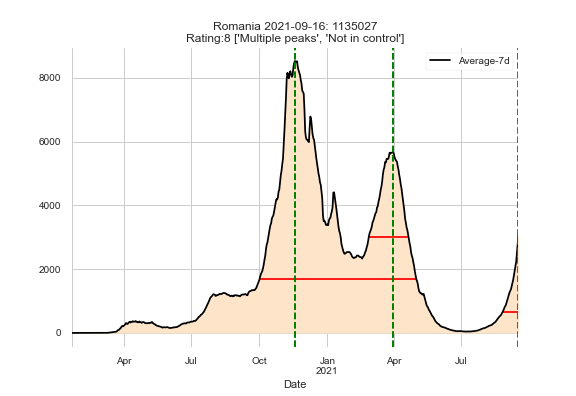 Romania 2021-09-16: 1135027
Rating:8 ['Multiple peaks', 'Not in control']
Average-7d
8000
6000
4000
2000
0
Apr
Jul
Oct
Jan
2021
Apr
Jul
Date